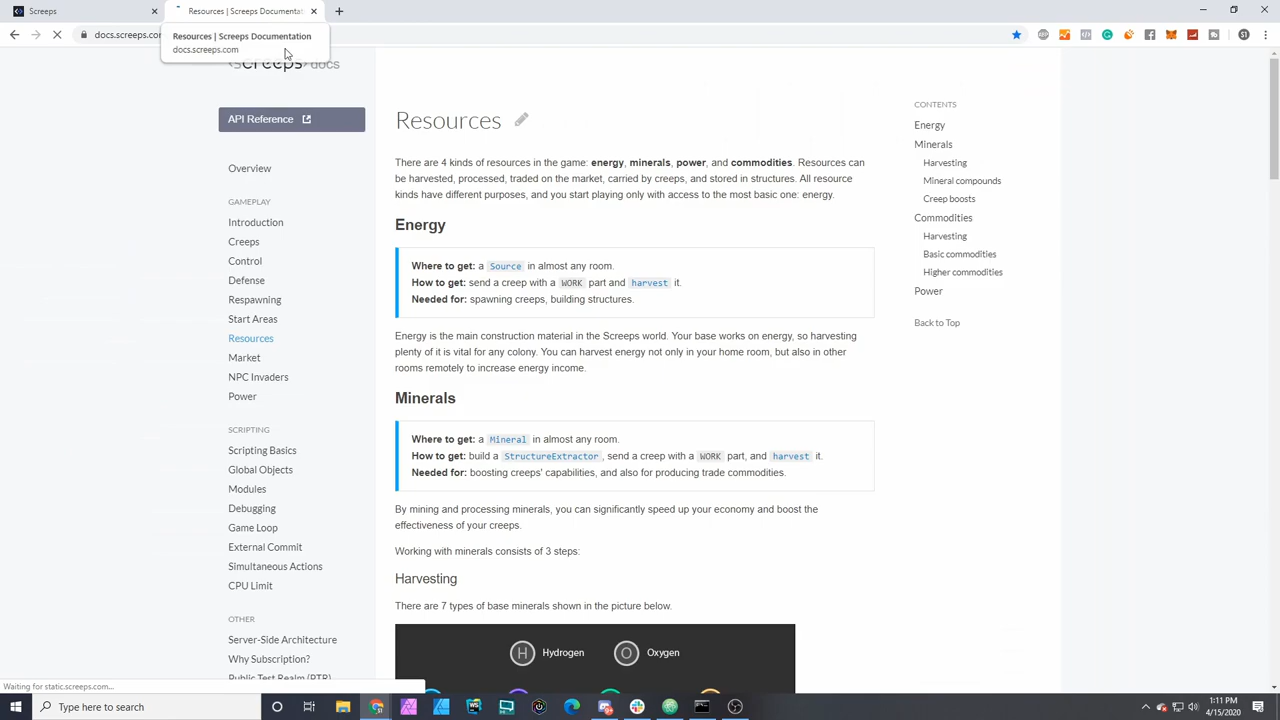 Screeps
Resources | Screeps Documentat
docs.screeps.com
Resources | Screeps Documentation
docs.screeps.com
screeps docs
API Reference
Overview
GAMEPLAY
Introduction
Creeps
Control
Defense
Respawning
Start Areas
Resources
Market
NPC Invaders
Power
SCRIPTING
Scripting Basics
Global Objects
Modules
Debugging
Game Loop
External Commit
Simultaneous Actions
CPU Limit
OTHER
Server-Side Architecture
Why Subscription?
Public Test Realm (PTR)
Resources
There are 4 kinds of resources in the game: energy, minerals, power, and commodities. Resources can
be harvested, processed, traded on the market, carried by creeps, and stored in structures. All resource
kinds have different purposes, and you start playing only with access to the most basic one: energy.
Energy
Where to get: a Source in almost any room.
How to get: send a creep with a WORK part and harvest it.
Needed for: spawning creeps, building structures.
Energy is the main construction material in the Screeps world. Your base works on energy, so harvesting
plenty of it is vital for any colony. You can harvest energy not only in your home room, but also in other
rooms remotely to increase energy income.
Minerals
Where to get: a Mineral in almost any room.
How to get: build a StructureExtractor, send a creep with a WORK part, and harvest it.
Needed for: boosting creeps' capabilities, and also for producing trade commodities.
By mining and processing minerals, you can significantly speed up your economy and boost the
effectiveness of your creeps.
Working with minerals consists of 3 steps:
Harvesting
There are 7 types of base minerals shown in the picture below.
H Hydrogen O Oxygen
CONTENTS
Energy
Minerals
Harvesting
Mineral compounds
Creep boosts
Commodities
Harvesting
Basic commodities
Higher commodities
Power
Back to Top
Waiting for static.screeps.com...
Type here to search
1:11 PM
4/15/2020